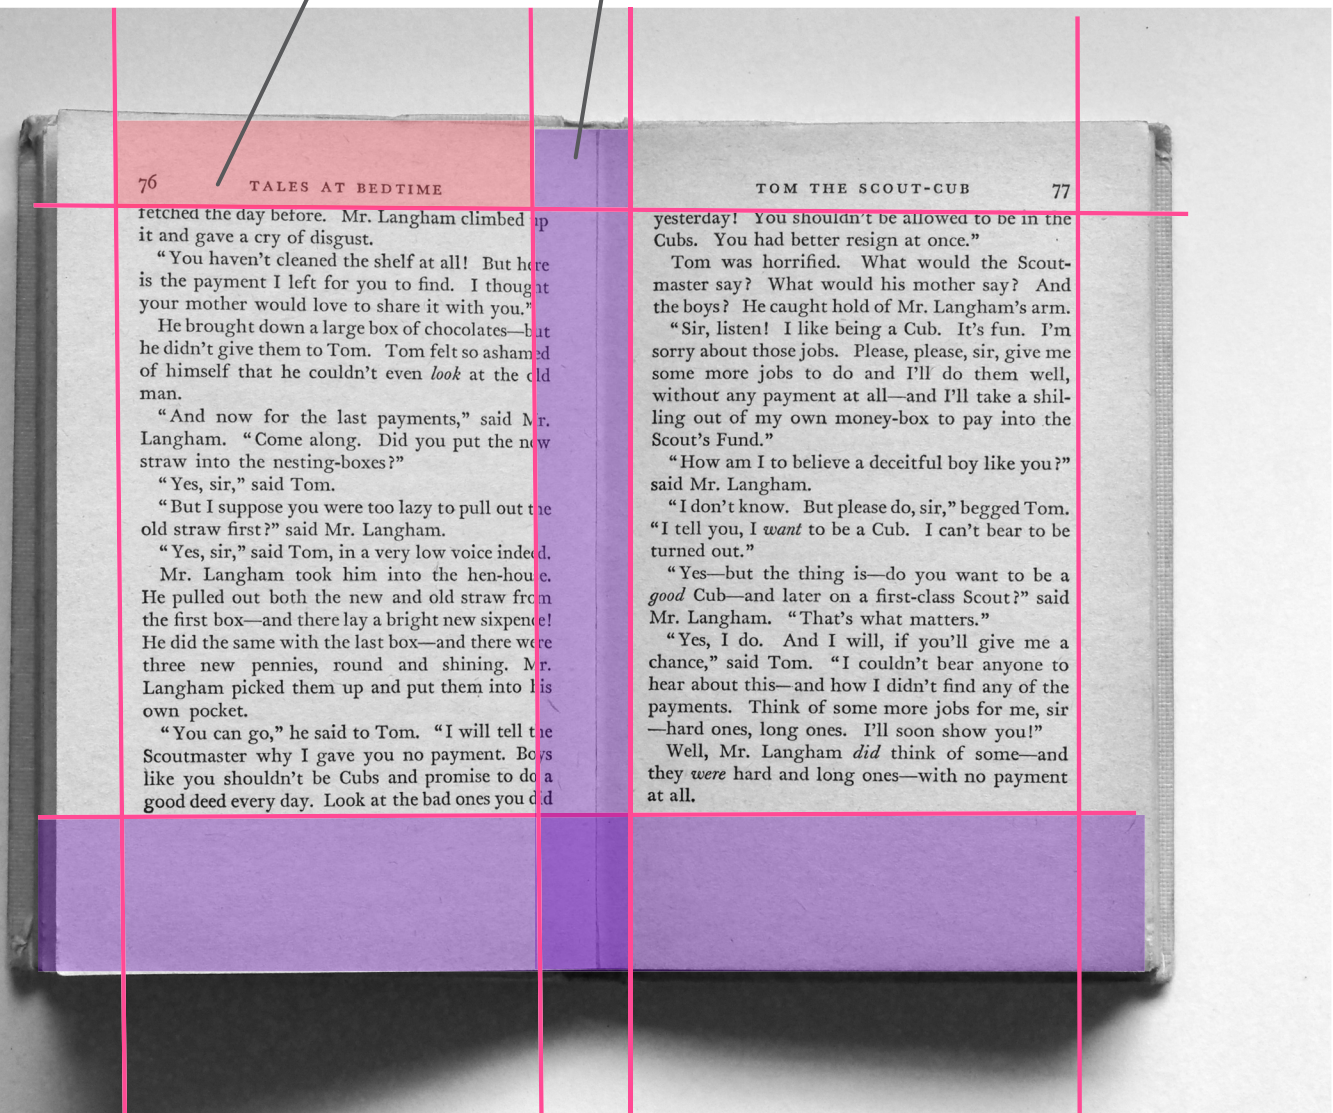 76 TALES AT BEDTIME
fetched the day before. Mr. Langham climbed up
it and gave a cry of disgust.
“You haven’t cleaned the shelf at all! But here
is the payment I left for you to find. I thought
your mother would love to share it with you.”
He brought down a large box of chocolates—but
he didn’t give them to Tom. Tom felt so ashamed
of himself that he couldn’t even look at the old
man.
“And now for the last payments,” said Mr.
Langham. “Come along. Did you put the new
straw into the nesting-boxes?”
“Yes, sir,” said Tom.
“But I suppose you were too lazy to pull out the
old straw first?” said Mr. Langham.
“Yes, sir,” said Tom, in a very low voice indeed.
Mr. Langham took him into the hen-house.
He pulled out both the new and old straw from
the first box—and there lay a bright new sixpence!
He did the same with the last box—and there were
three new pennies, round and shining. Mr.
Langham picked them up and put them into his
own pocket.
“You can go,” he said to Tom. “I will tell the
Scoutmaster why I gave you no payment. Boys
like you shouldn’t be Cubs and promise to do a
good deed every day. Look at the bad ones you did
TOM THE SCOUT-CUB 77
yesterday! You shouldn’t be allowed to be in the
Cubs. You had better resign at once.”
Tom was horrified. What would the Scout-
master say? What would his mother say? And
the boys? He caught hold of Mr. Langham’s arm.
“Sir, listen! I like being a Cub. It’s fun. I’m
sorry about those jobs. Please, please, sir, give me
some more jobs to do and I’ll do them well,
without any payment at all—and I’ll take a shil-
ling out of my own money-box to pay into the
Scout’s Fund.”
“How am I to believe a deceitful boy like you?”
said Mr. Langham.
“I don’t know. But please do, sir,” begged Tom.
“I tell you, I want to be a Cub. I can’t bear to be
turned out.”
“Yes—but the thing is—do you want to be a
good Cub—and later on a first-class Scout?” said
Mr. Langham. “That’s what matters.”
“Yes, I do. And I will, if you’ll give me a
chance,” said Tom. “I couldn’t bear anyone to
hear about this—and how I didn’t find any of the
payments. Think of some more jobs for me, sir
—hard ones, long ones. I’ll soon show you!”
Well, Mr. Langham did think of some—and
they were hard and long ones—with no payment
at all.